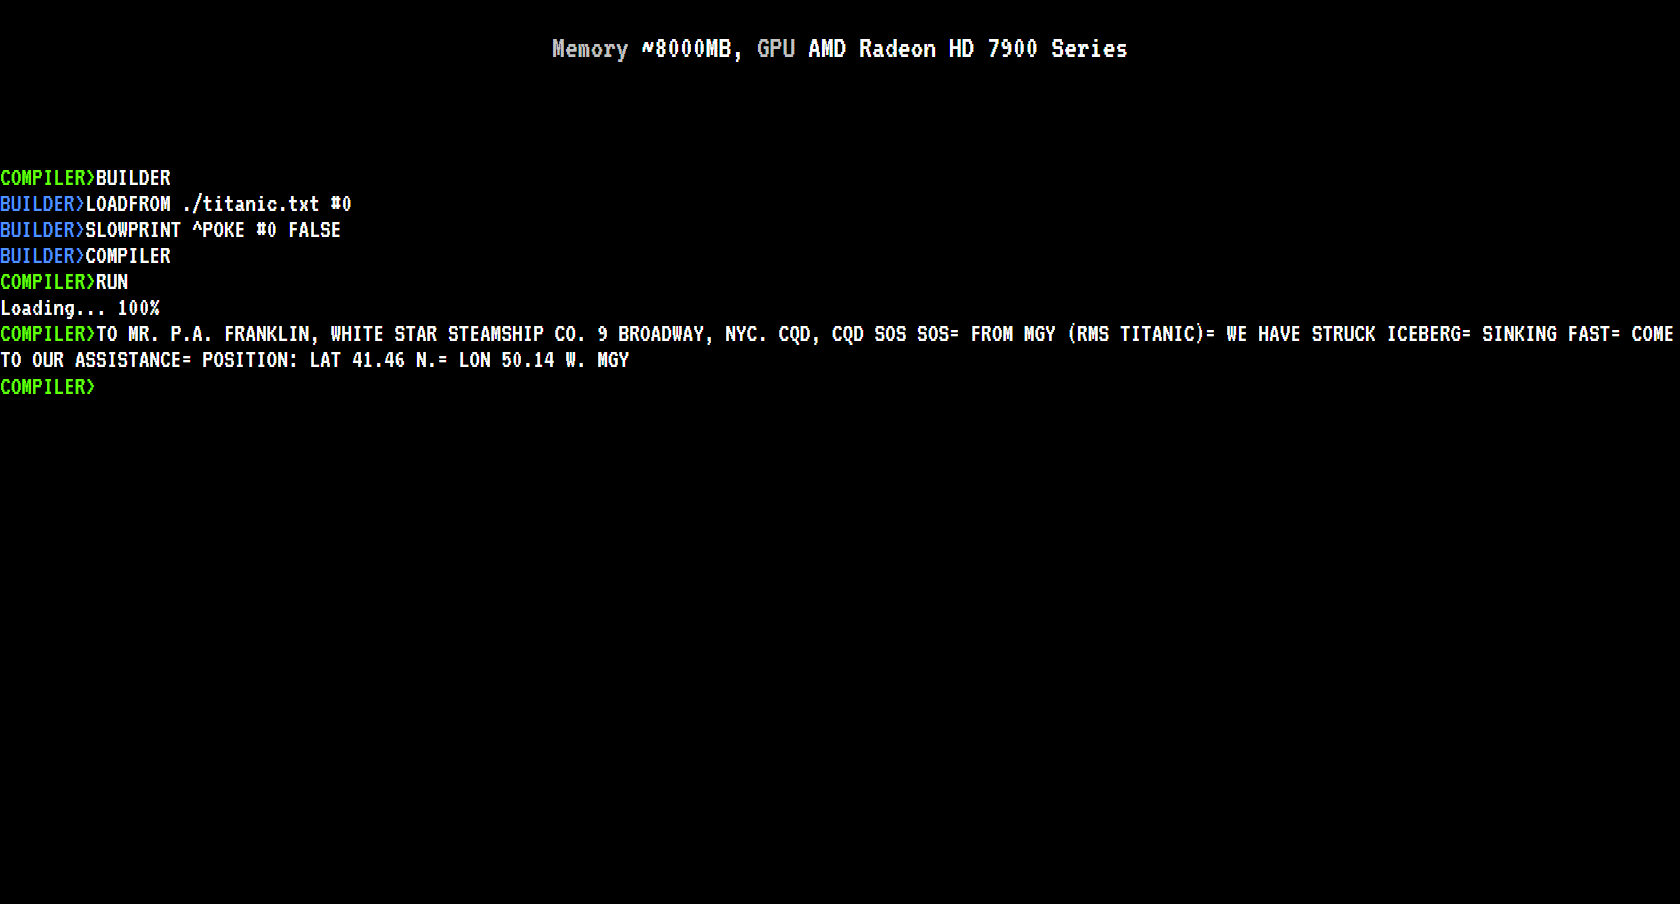 Memory ~8000MB, GPU AMD Radeon HD 7900 Series
COMPILER>BUILDER
BUILDER>LOADFROM ./titanic.txt #0
BUILDER>SLOWPRINT ^POKE #0 FALSE
BUILDER>COMPILER
COMPILER>RUN
Loading... 100%
COMPILER>TO MR. P.A. FRANKLIN, WHITE STAR STEAMSHIP CO. 9 BROADWAY, NYC. CQD, CQD SOS SOS= FROM MGY (RMS TITANIC)= WE HAVE STRUCK ICEBERG= SINKING FAST= COME
TO OUR ASSISTANCE= POSITION: LAT 41.46 N.= LON 50.14 W. MGY
COMPILER>